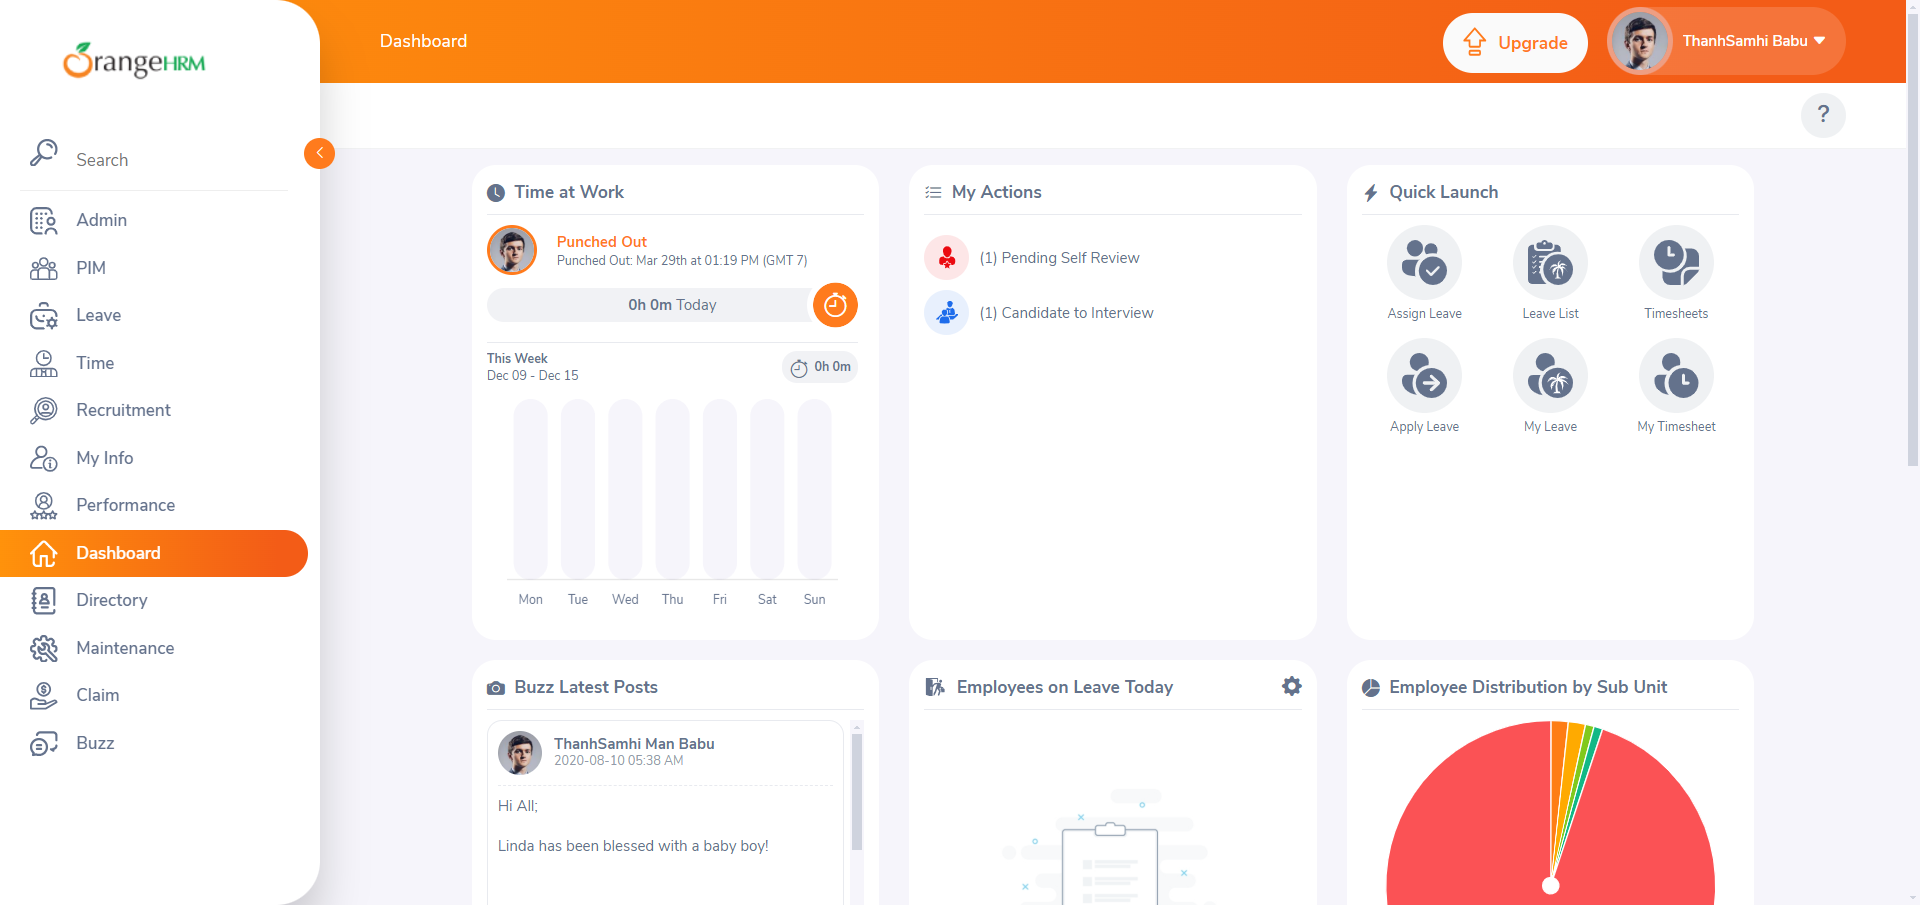 OrangeHRM
Search
Admin
PIM
Leave
Time
Recruitment
My Info
Performance
Dashboard
Directory
Maintenance
Claim
Buzz
Dashboard
Upgrade
ThanhSamhi Babu
?
Time at Work
Punched Out
Punched Out: Mar 29th at 01:19 PM (GMT 7)
0h 0m Today
This Week
Dec 09 - Dec 15
0h 0m
Mon Tue Wed Thu Fri Sat Sun
My Actions
(1) Pending Self Review
(1) Candidate to Interview
Quick Launch
Assign Leave
Leave List
Timesheets
Apply Leave
My Leave
My Timesheet
Buzz Latest Posts
ThanhSamhi Man Babu
2020-08-10 05:38 AM
Hi All;
Linda has been blessed with a baby boy!
Employees on Leave Today
Employee Distribution by Sub Unit